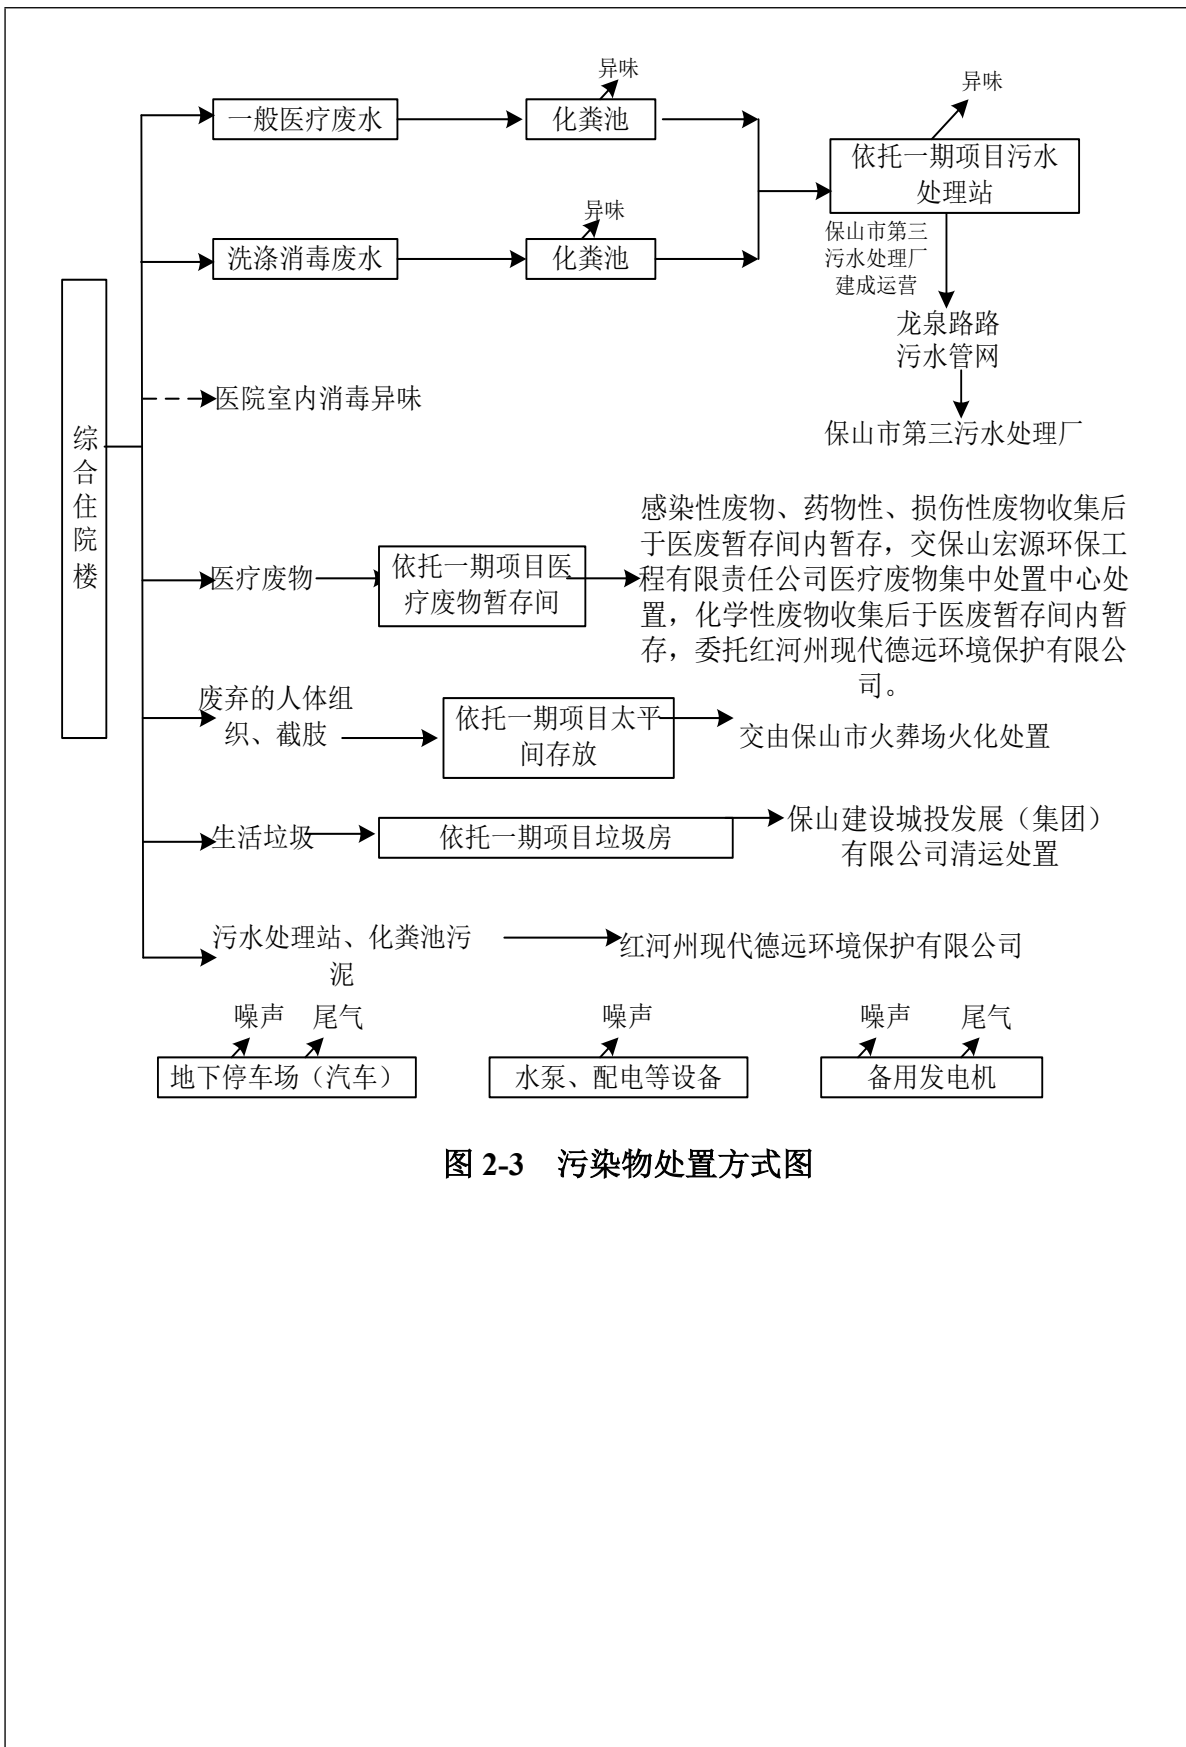 异味
异味
一般医疗废水
化粪池
依托一期项目污水
处理站
异味
洗涤消毒废水
化粪池
保山市第三
污水处理厂
建成运营
龙泉路路
污水管网
医院室内消毒异味
保山市第三污水处理厂
综合住院楼
感染性废物、药物性、损伤性废物收集后
于医废暂存间内暂存，交保山宏源环保工
程有限责任公司医疗废物集中处置中心处
置，化学性废物收集后于医废暂存间内暂
存，委托红河州现代德远环境保护有限公
司。
医疗废物
依托一期项目医
疗废物暂存间
废弃的人体组
织、截肢
依托一期项目太平
间存放
交由保山市火葬场火化处置
生活垃圾
依托一期项目垃圾房
保山建设城投发展（集团）
有限公司清运处置
污水处理站、化粪池污
泥
红河州现代德远环境保护有限公司
噪声
尾气
噪声
噪声
尾气
地下停车场（汽车）
水泵、配电等设备
备用发电机
图 2-3 污染物处置方式图